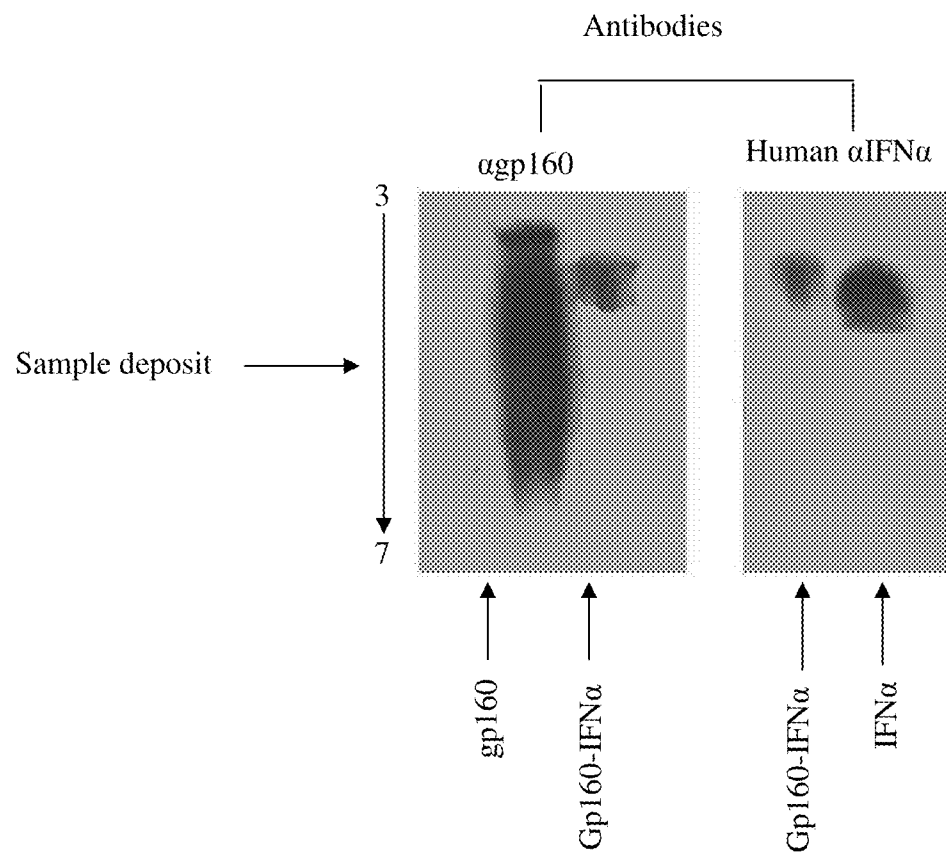 Antibodies
αgp160
Human αIFNα
3
Sample deposit
7
gp160
Gp160-IFNα
Gp160-IFNα
IFNα